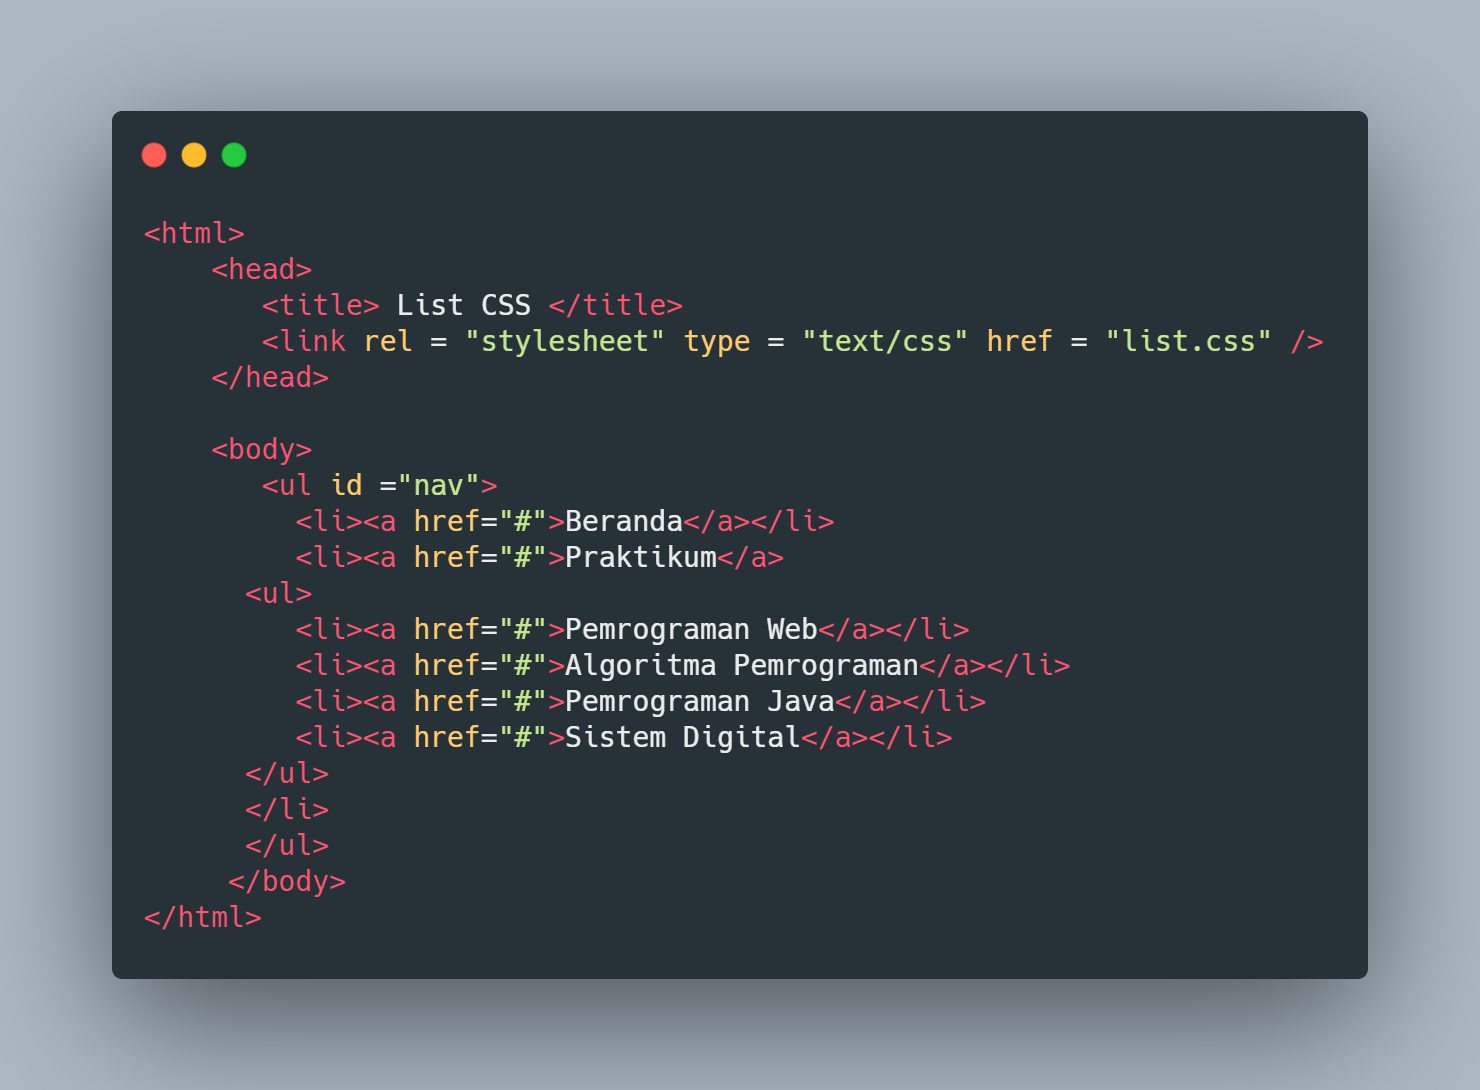 <html>
    <head>
       <title> List CSS </title>
       <link rel = "stylesheet" type = "text/css" href = "list.css" />
    </head>

    <body>
       <ul id ="nav">
         <li><a href="#">Beranda</a></li>
         <li><a href="#">Praktikum</a>
      <ul>
         <li><a href="#">Pemrograman Web</a></li>
         <li><a href="#">Algoritma Pemrograman</a></li>
         <li><a href="#">Pemrograman Java</a></li>
         <li><a href="#">Sistem Digital</a></li>
      </ul>
      </li>
      </ul>
     </body>
</html>